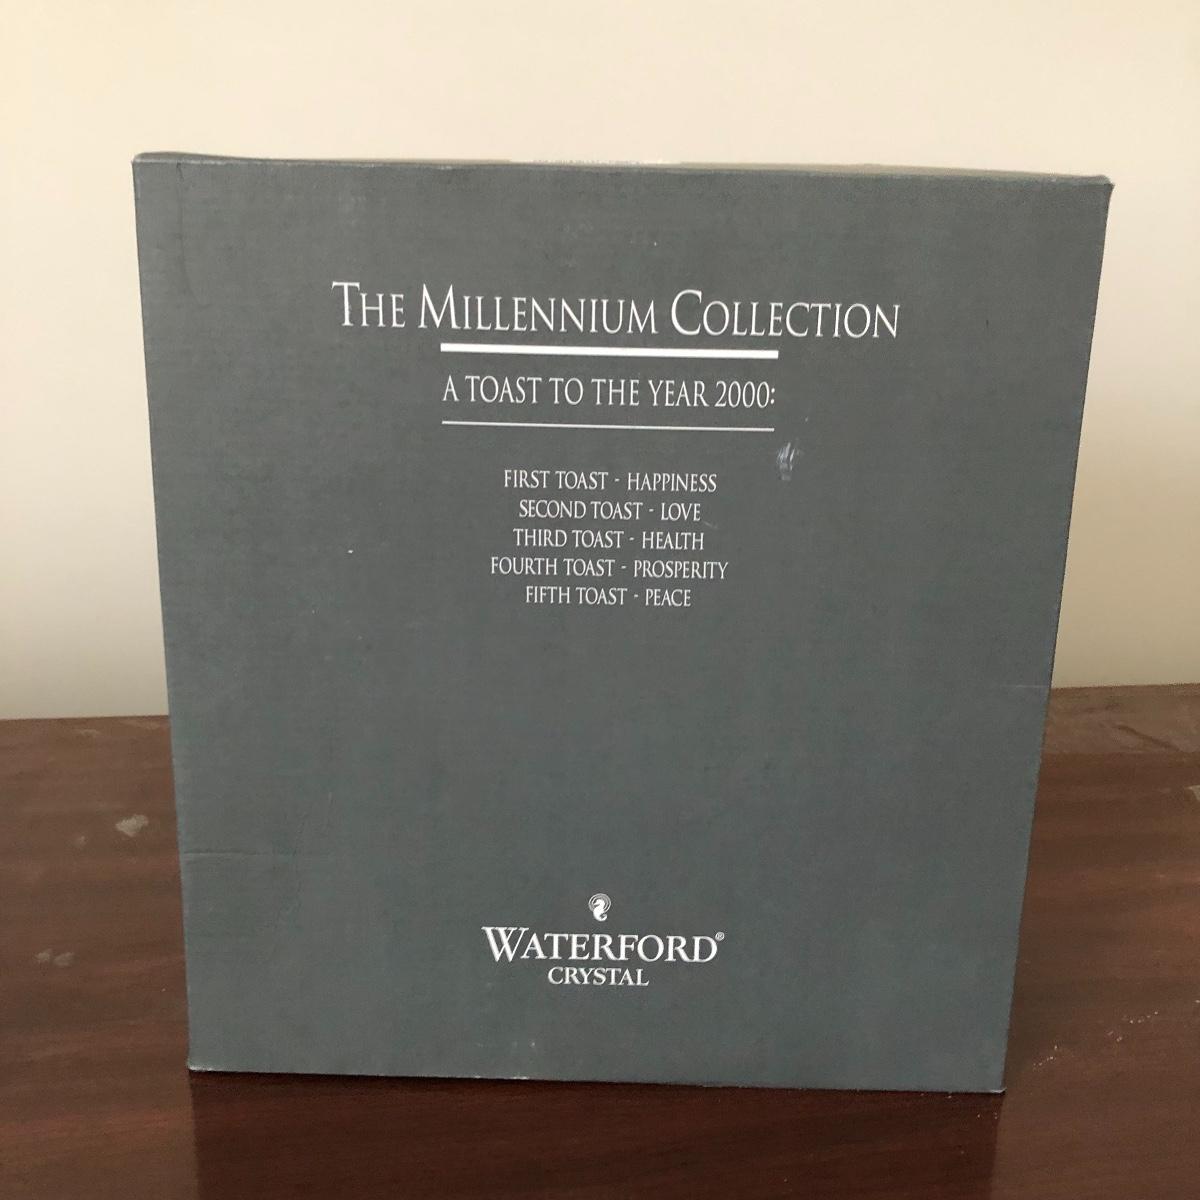 THE MILLENNIUM COLLECTION
A TOAST TO THE YEAR 2000:
FIRST TOAST - HAPPINESS
SECOND TOAST - LOVE
THIRD TOAST - HEALTH
FOURTH TOAST - PROSPERITY
FIFTH TOAST - PEACE
WATERFORD®
CRYSTAL